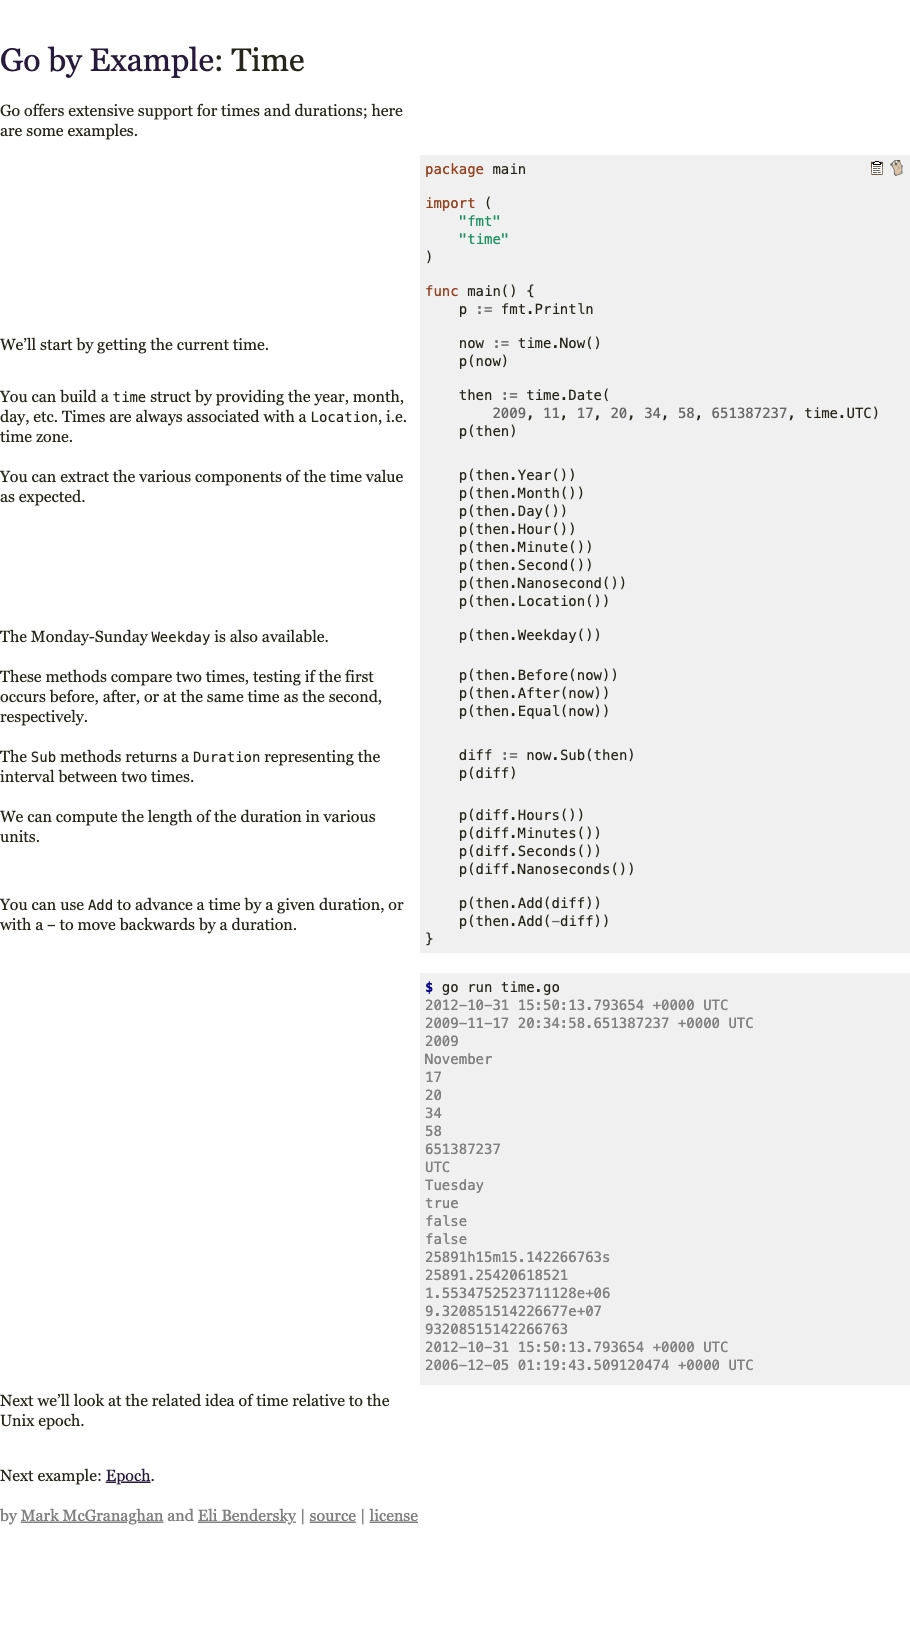 Go by Example: Time
Go offers extensive support for times and durations; here
are some examples.
package main
import (
"fmt"
"time"
)
func main() {
p := fmt.Println
We’ll start by getting the current time.
now := time.Now()
p(now)
You can build a time struct by providing the year, month,
day, etc. Times are always associated with a Location, i.e.
time zone.
then := time.Date(
2009, 11, 17, 20, 34, 58, 651387237, time.UTC)
p(then)
You can extract the various components of the time value
as expected.
p(then.Year())
p(then.Month())
p(then.Day())
p(then.Hour())
p(then.Minute())
p(then.Second())
p(then.Nanosecond())
p(then.Location())
The Monday-Sunday Weekday is also available.
p(then.Weekday())
These methods compare two times, testing if the first
occurs before, after, or at the same time as the second,
respectively.
p(then.Before(now))
p(then.After(now))
p(then.Equal(now))
The Sub methods returns a Duration representing the
interval between two times.
diff := now.Sub(then)
p(diff)
We can compute the length of the duration in various
units.
p(diff.Hours())
p(diff.Minutes())
p(diff.Seconds())
p(diff.Nanoseconds())
You can use Add to advance a time by a given duration, or
with a - to move backwards by a duration.
p(then.Add(diff))
p(then.Add(-diff))
}
$ go run time.go
2012-10-31 15:50:13.793654 +0000 UTC
2009-11-17 20:34:58.651387237 +0000 UTC
2009
November
17
20
34
58
651387237
UTC
Tuesday
true
false
false
25891h15m15.142266763s
25891.25420618521
1.5534752523711128e+06
9.320851514226677e+07
93208515142266763
2012-10-31 15:50:13.793654 +0000 UTC
2006-12-05 01:19:43.509120474 +0000 UTC
Next we’ll look at the related idea of time relative to the
Unix epoch.
Next example: Epoch.
by Mark McGranaghan and Eli Bendersky | source | license